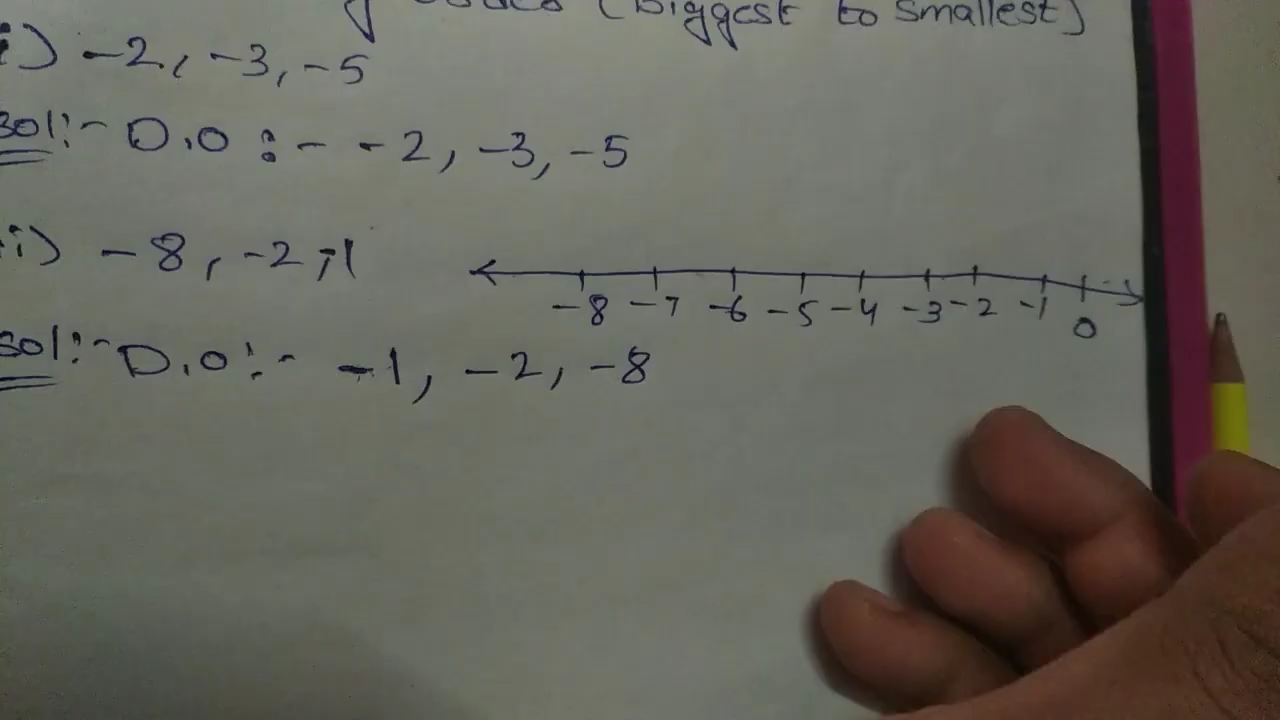 (Biggest to smallest)
i) -2, -3, -5
Sol:- D.O :- -2, -3, -5
ii) -8, -2, -1
-8 -7 -6 -5 -4 -3 -2 -1 0
Sol:- D.O :- -1, -2, -8